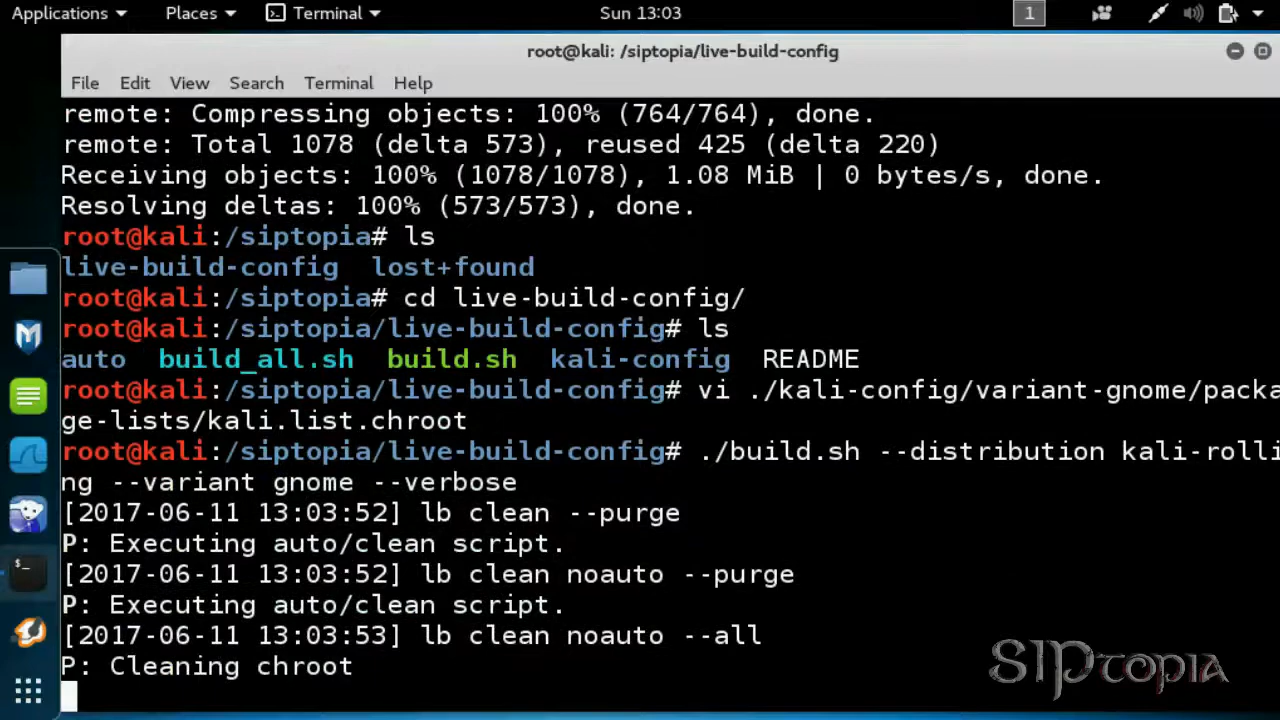 Applications Places Terminal Sun 13:03 1
root@kali: /siptopia/live-build-config
File Edit View Search Terminal Help
remote: Compressing objects: 100% (764/764), done.
remote: Total 1078 (delta 573), reused 425 (delta 220)
Receiving objects: 100% (1078/1078), 1.08 MiB | 0 bytes/s, done.
Resolving deltas: 100% (573/573), done.
root@kali:/siptopia# ls
live-build-config lost+found
root@kali:/siptopia# cd live-build-config/
root@kali:/siptopia/live-build-config# ls
auto build_all.sh build.sh kali-config README
root@kali:/siptopia/live-build-config# vi ./kali-config/variant-gnome/packa
ge-lists/kali.list.chroot
root@kali:/siptopia/live-build-config# ./build.sh --distribution kali-rolli
ng --variant gnome --verbose
[2017-06-11 13:03:52] lb clean --purge
P: Executing auto/clean script.
[2017-06-11 13:03:52] lb clean noauto --purge
P: Executing auto/clean script.
[2017-06-11 13:03:53] lb clean noauto --all
P: Cleaning chroot
SIPtopia